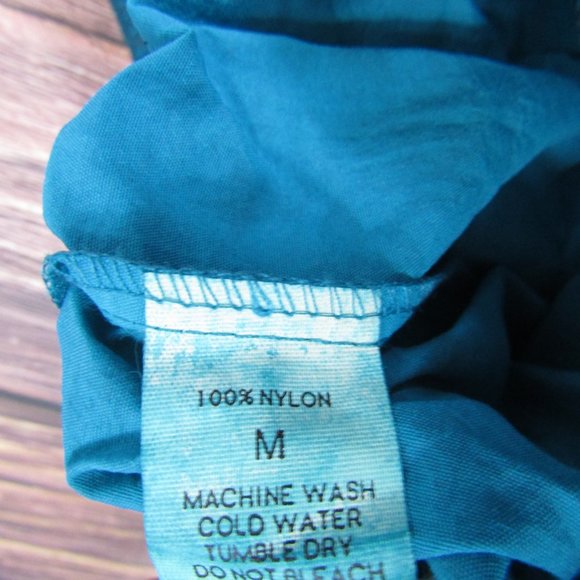 100% NYLON
M
MACHINE WASH
COLD WATER
TUMBLE DRY
DO NOT BLEACH